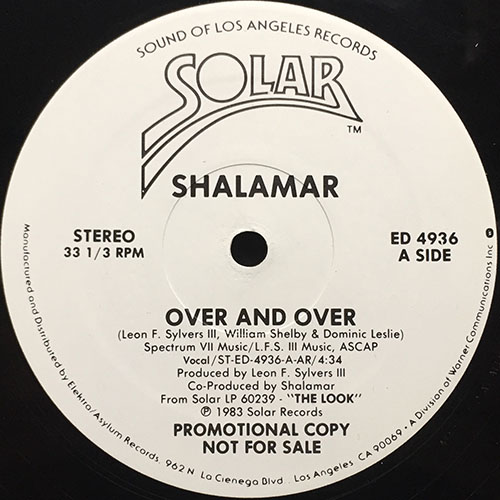 SOUND OF LOS ANGELES RECORDS
SOLAR
TM
SHALAMAR
STEREO
33 1/3 RPM
ED 4936
A SIDE
OVER AND OVER
(Leon F. Sylvers III, William Shelby & Dominic Leslie)
Spectrum VII Music/L.F.S. III Music, ASCAP
Vocal/ST-ED-4936-A-AR/4:34
Produced by Leon F. Sylvers III
Co-Produced by Shalamar
From Solar LP 60239 - "THE LOOK"
℗ 1983 Solar Records
PROMOTIONAL COPY
NOT FOR SALE
Manufactured and Distributed by Elektra/Asylum Records. 962 N. La Cienega Blvd. Los Angeles, CA 90069 • A Division of Warner Communications Inc